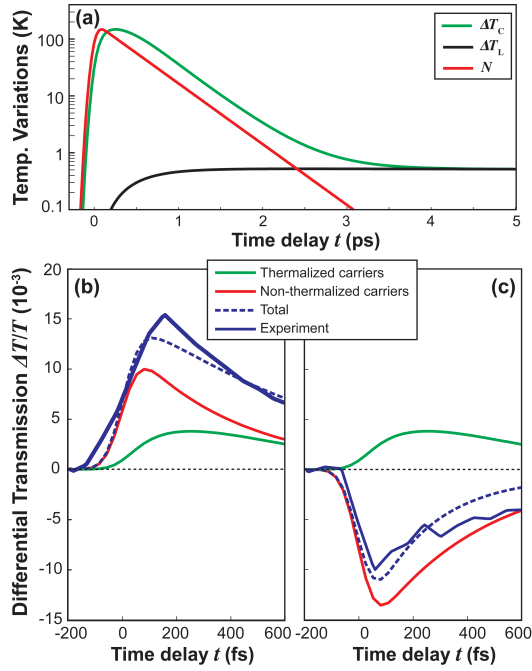 (a)
Temp. Variations (K)
100
10
1
0.1
ΔT_C
ΔT_L
N
0 1 2 3 4 5
Time delay t (ps)
Differential Transmission ΔT/T (10⁻³)
(b)
(c)
Thermalized carriers
Non-thermalized carriers
Total
Experiment
20
15
10
5
0
-5
-10
-15
-200 0 200 400 600
-200 0 200 400 600
Time delay t (fs)
Time delay t (fs)